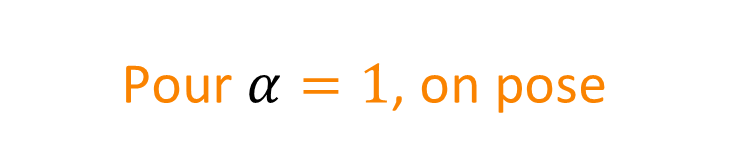 Pour 𝛼 = 1, on pose